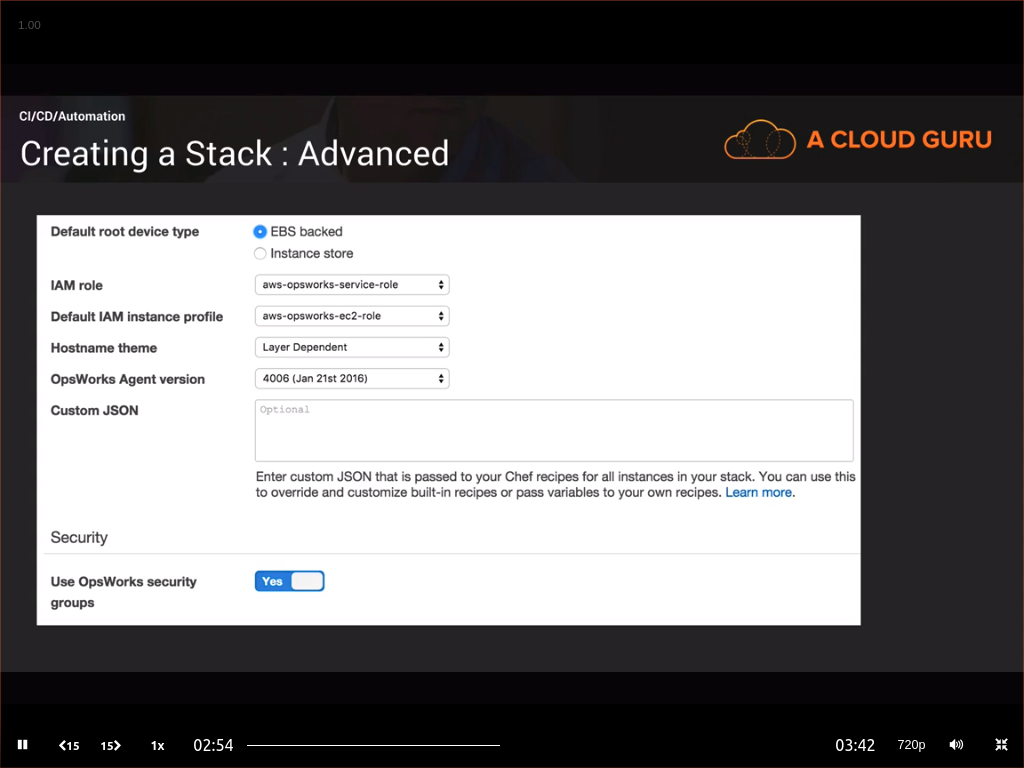 1.00
CI/CD/Automation
Creating a Stack : Advanced
A CLOUD GURU
Default root device type
EBS backed
Instance store
IAM role
aws-opsworks-service-role
Default IAM instance profile
aws-opsworks-ec2-role
Hostname theme
Layer Dependent
OpsWorks Agent version
4006 (Jan 21st 2016)
Custom JSON
Optional
Enter custom JSON that is passed to your Chef recipes for all instances in your stack. You can use this
to override and customize built-in recipes or pass variables to your own recipes. Learn more.
Security
Use OpsWorks security
groups
Yes
15
15
1x
02:54
03:42
720p